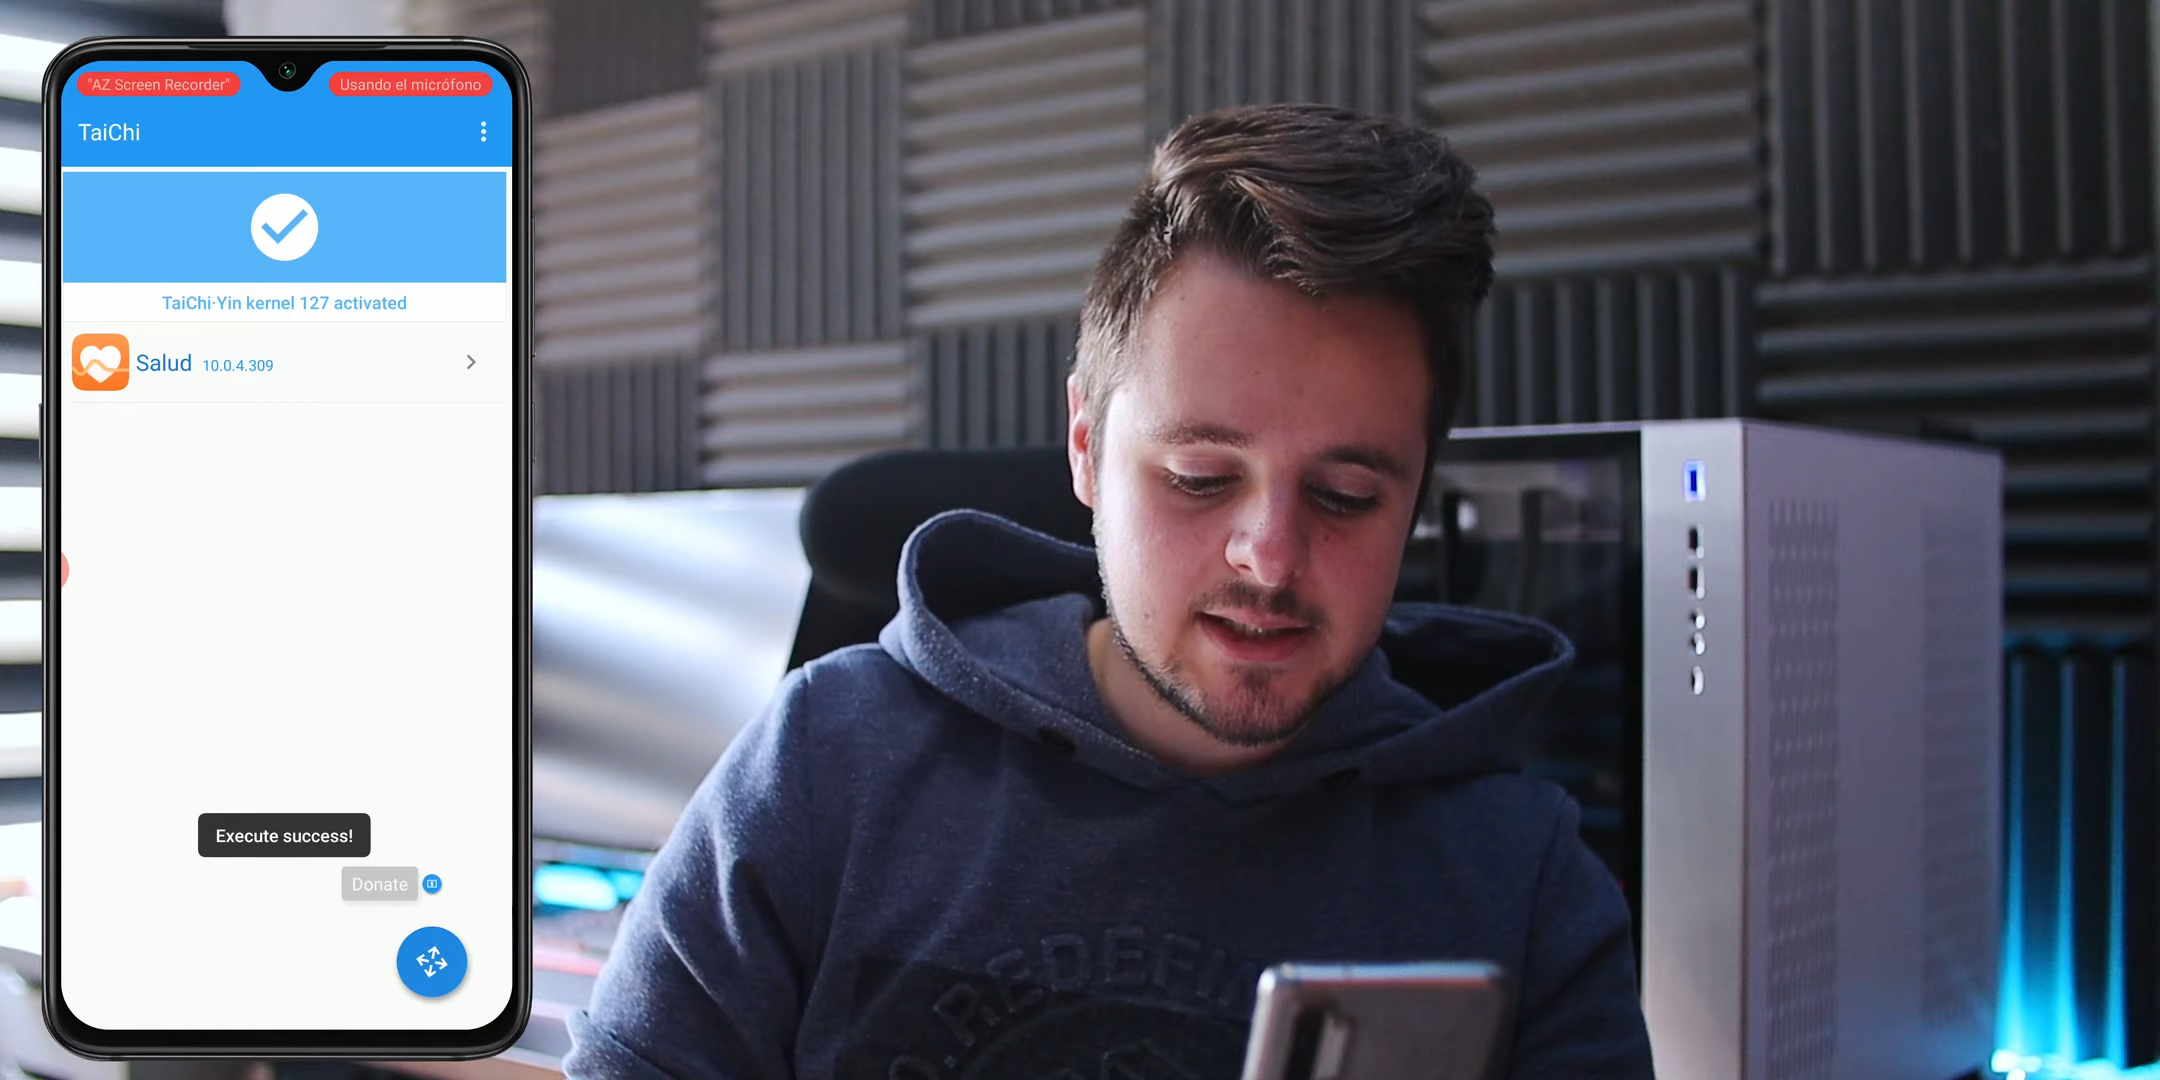 "AZ Screen Recorder" Usando el micrófono
TaiChi
TaiChi·Yin kernel 127 activated
Salud 10.0.4.309
Execute success!
Donate